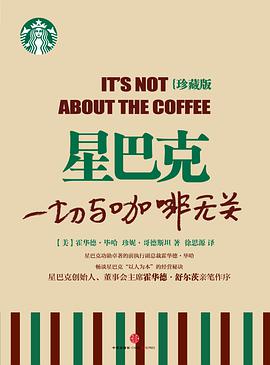 IT'S NOT
珍藏版
ABOUT THE COFFEE
星巴克
一切与咖啡无关
【美】霍华德·毕哈 珍妮·哥德斯坦 著 徐思源 译
星巴克功勋卓著的前执行副总裁霍华德·毕哈
畅谈星巴克“以人为本”的经营秘诀
星巴克创始人、董事会主席霍华德·舒尔茨亲笔作序